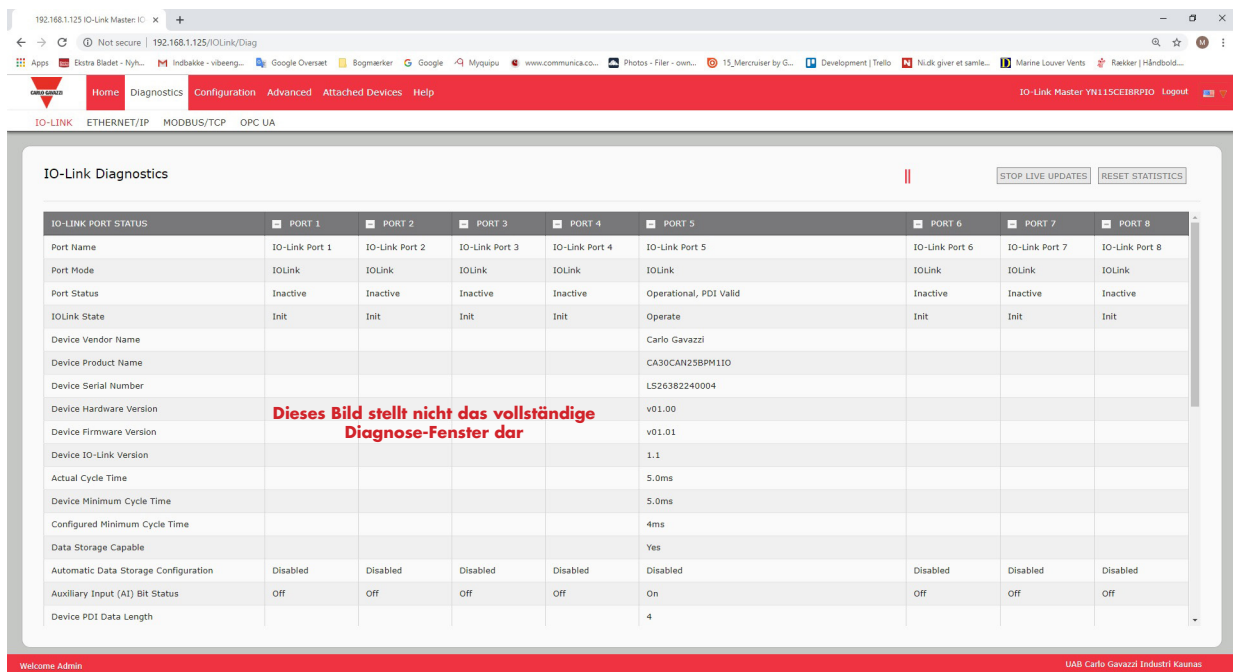 192.168.1.125 IO-Link Master: IO
Not secure | 192.168.1.125/IOLink/Diag
Apps Ekstra Bladet - Nyh... Indbakke - vibeeng... Google Oversæt Bogmærker Google Myquipu www.communica.co... Photos - Filer - own... 15_Mercruiser by G... Development | Trello Ni.dk giver et samle... Marine Louver Vents Rækker | Håndbold....
CARLO GAVAZZI Home Diagnostics Configuration Advanced Attached Devices Help IO-Link Master YN115CEI8RPIO Logout
IO-LINK ETHERNET/IP MODBUS/TCP OPC UA
IO-Link Diagnostics STOP LIVE UPDATES RESET STATISTICS
IO-LINK PORT STATUS PORT 1 PORT 2 PORT 3 PORT 4 PORT 5 PORT 6 PORT 7 PORT 8
Port Name IO-Link Port 1 IO-Link Port 2 IO-Link Port 3 IO-Link Port 4 IO-Link Port 5 IO-Link Port 6 IO-Link Port 7 IO-Link Port 8
Port Mode IOLink IOLink IOLink IOLink IOLink IOLink IOLink IOLink
Port Status Inactive Inactive Inactive Inactive Operational, PDI Valid Inactive Inactive Inactive
IOLink State Init Init Init Init Operate Init Init Init
Device Vendor Name Carlo Gavazzi
Device Product Name CA30CAN25BPM1IO
Device Serial Number LS26382240004
Device Hardware Version v01.00
Dieses Bild stellt nicht das vollständige
Diagnose-Fenster dar
Device Firmware Version v01.01
Device IO-Link Version 1.1
Actual Cycle Time 5.0ms
Device Minimum Cycle Time 5.0ms
Configured Minimum Cycle Time 4ms
Data Storage Capable Yes
Automatic Data Storage Configuration Disabled Disabled Disabled Disabled Disabled Disabled Disabled Disabled
Auxiliary Input (AI) Bit Status Off Off Off Off On Off Off Off
Device PDI Data Length 4
Welcome Admin UAB Carlo Gavazzi Industri Kaunas